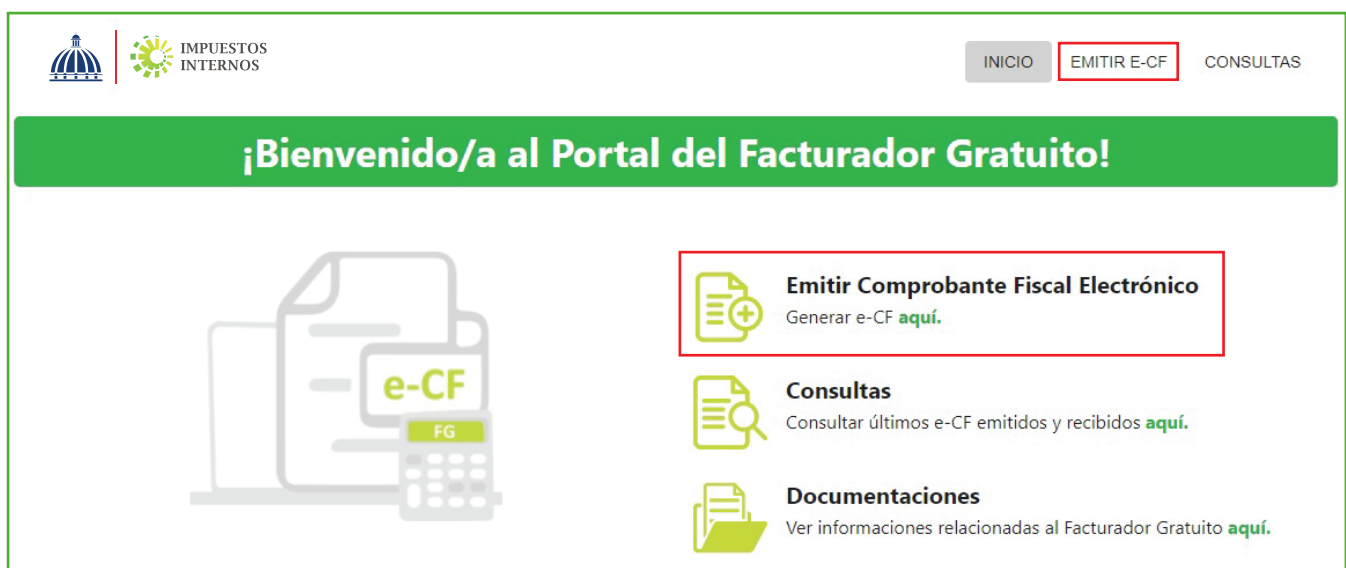 IMPUESTOS
INTERNOS
INICIO EMITIR E-CF CONSULTAS
¡Bienvenido/a al Portal del Facturador Gratuito!
e-CF
FG
Emitir Comprobante Fiscal Electrónico
Generar e-CF aquí.
Consultas
Consultar últimos e-CF emitidos y recibidos aquí.
Documentaciones
Ver informaciones relacionadas al Facturador Gratuito aquí.